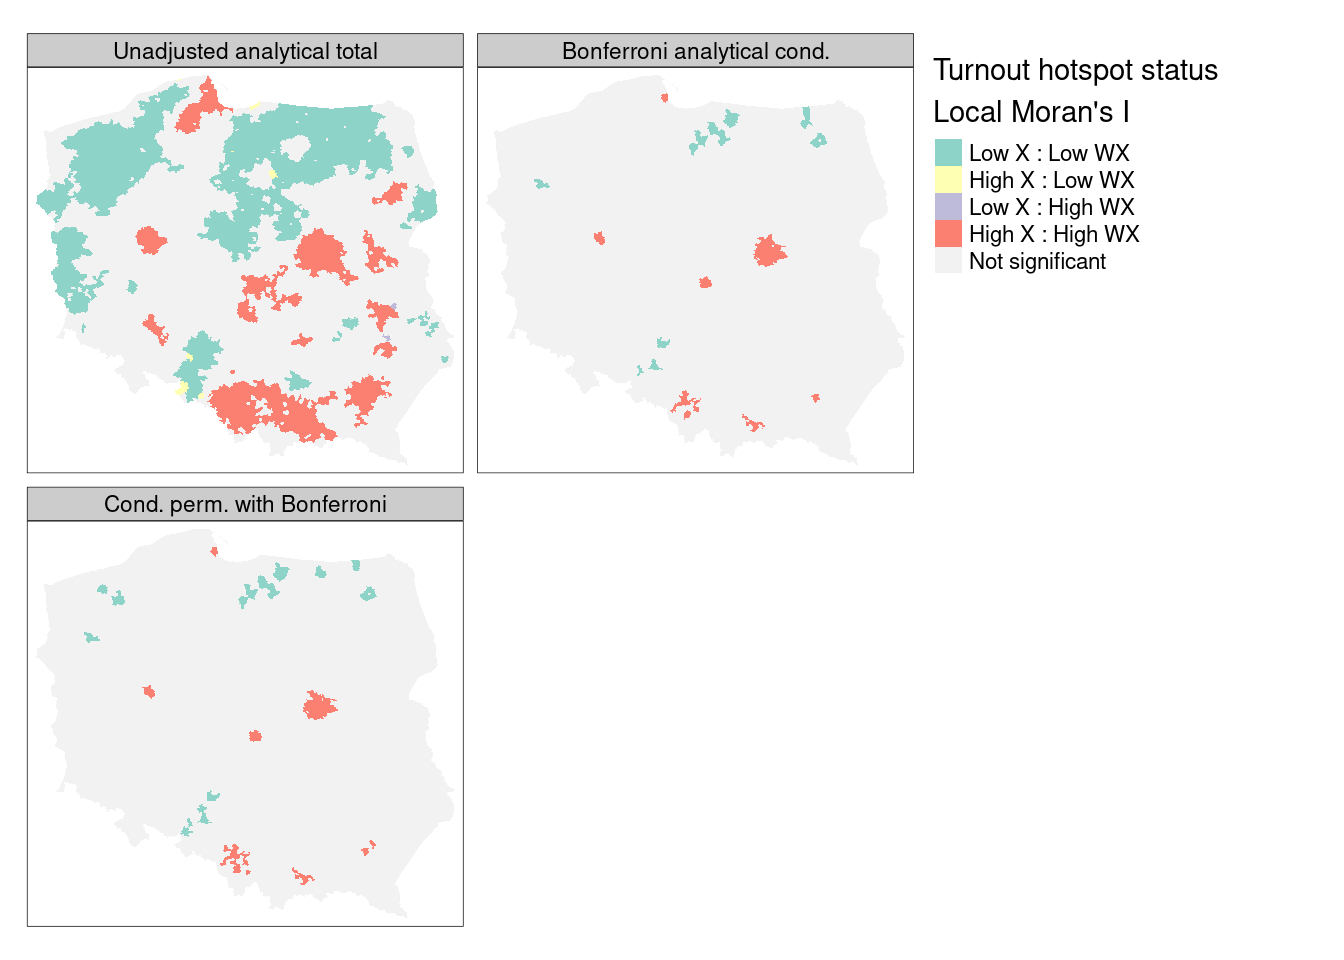 Unadjusted analytical total
Bonferroni analytical cond.
Turnout hotspot status
Local Moran's I
Low X : Low WX
High X : Low WX
Low X : High WX
High X : High WX
Not significant
Cond. perm. with Bonferroni